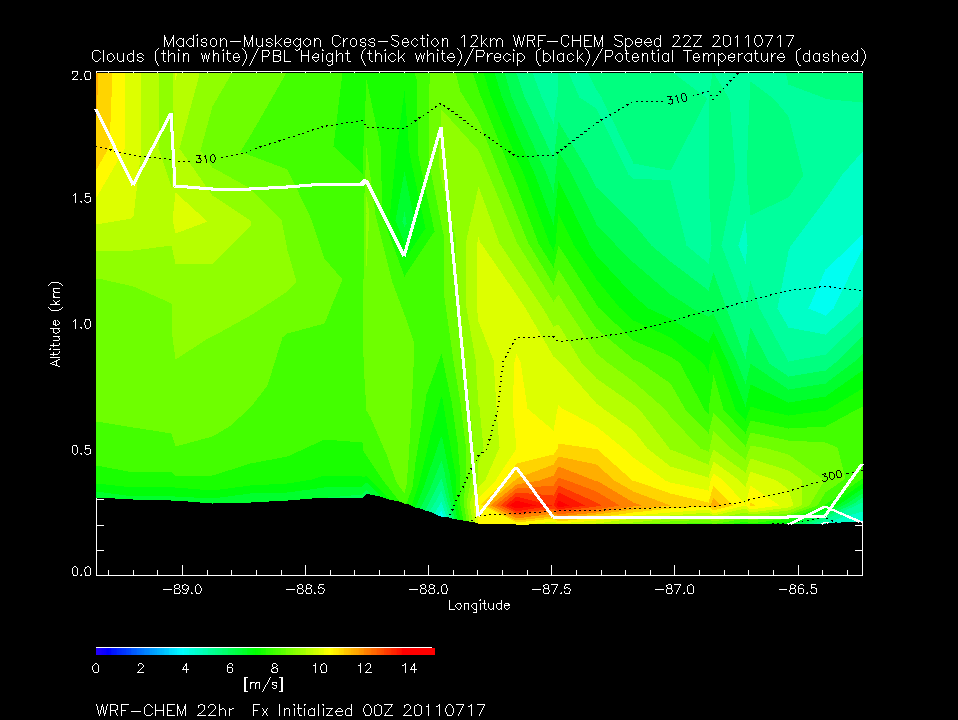 Madison-Muskegon Cross-Section 12km WRF-CHEM Speed 22Z 20110717
Clouds (thin white)/PBL Height (thick white)/Precip (black)/Potential Temperature (dashed)
2.0
310
310
1.5
Altitude (km)
1.0
0.5
300
0.0
-89.0 -88.5 -88.0 -87.5 -87.0 -86.5
Longitude
0 2 4 6 8 10 12 14
[m/s]
WRF-CHEM 22hr Fx Initialized 00Z 20110717